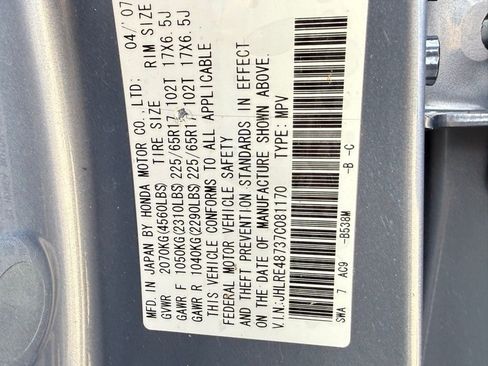 MFD. IN JAPAN BY HONDA MOTOR CO., LTD: 04/'07
GVWR 2070KG(4560LBS) TIRE SIZE RIM SIZE
GAWR F 1050KG(2310LBS) 225/65R17 102T 17X6.5J
GAWR R 1040KG(2290LBS) 225/65R17 102T 17X6.5J
THIS VEHICLE CONFORMS TO ALL APPLICABLE
FEDERAL MOTOR VEHICLE SAFETY
AND THEFT PREVENTION STANDARDS IN EFFECT
ON THE DATE OF MANUFACTURE SHOWN ABOVE.
V.I.N:JHLRE48737C081170 TYPE: MPV
SWA 7 AC9 -B538M -B -C